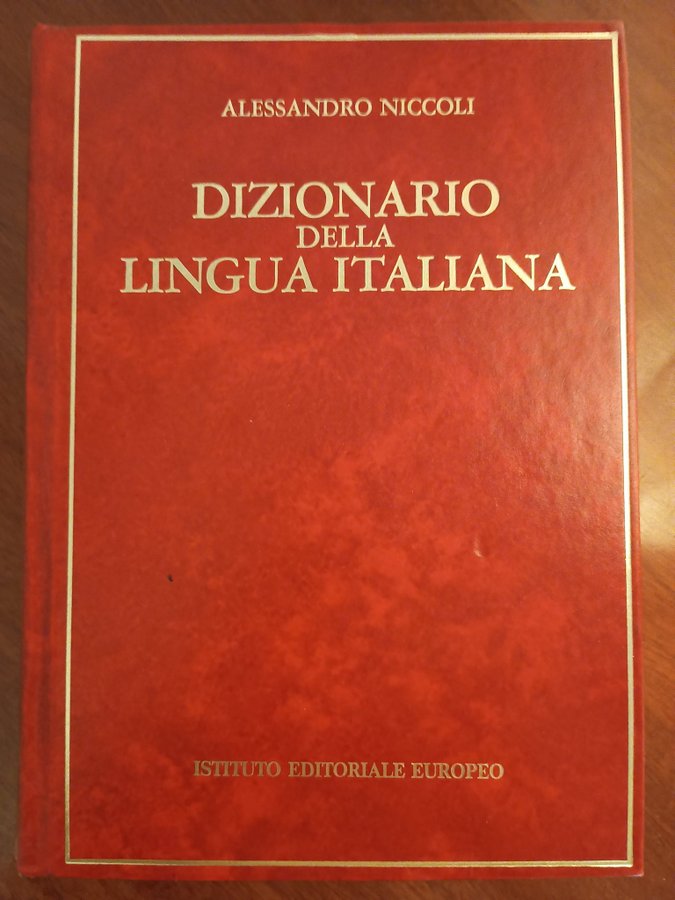 ALESSANDRO NICCOLI
DIZIONARIO
DELLA
LINGUA ITALIANA
ISTITUTO EDITORIALE EUROPEO